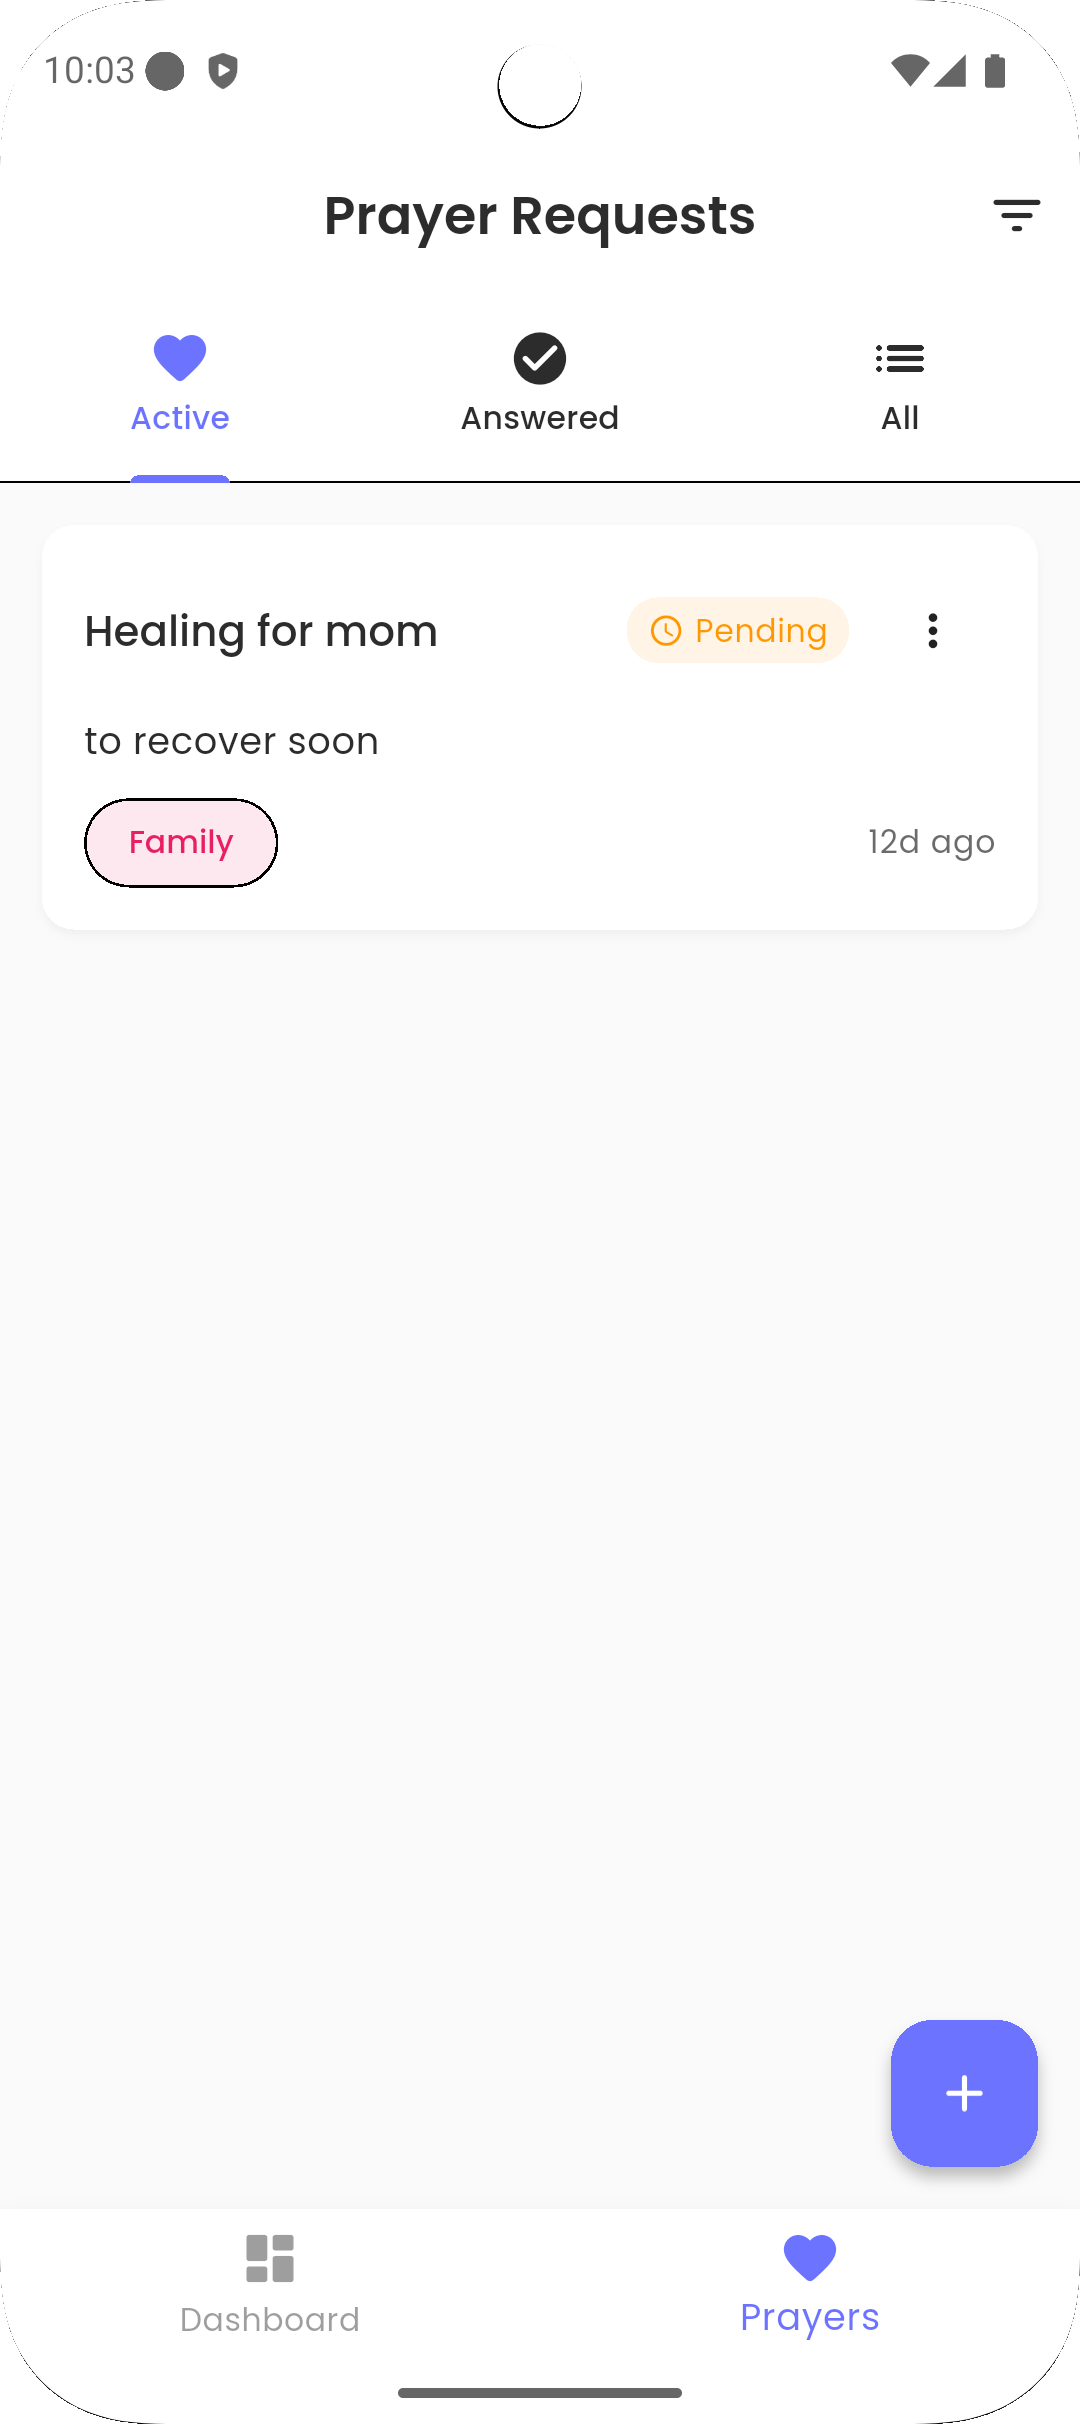 10:03
Prayer Requests
Active
Answered
All
Healing for mom
Pending
to recover soon
Family
12d ago
Dashboard
Prayers